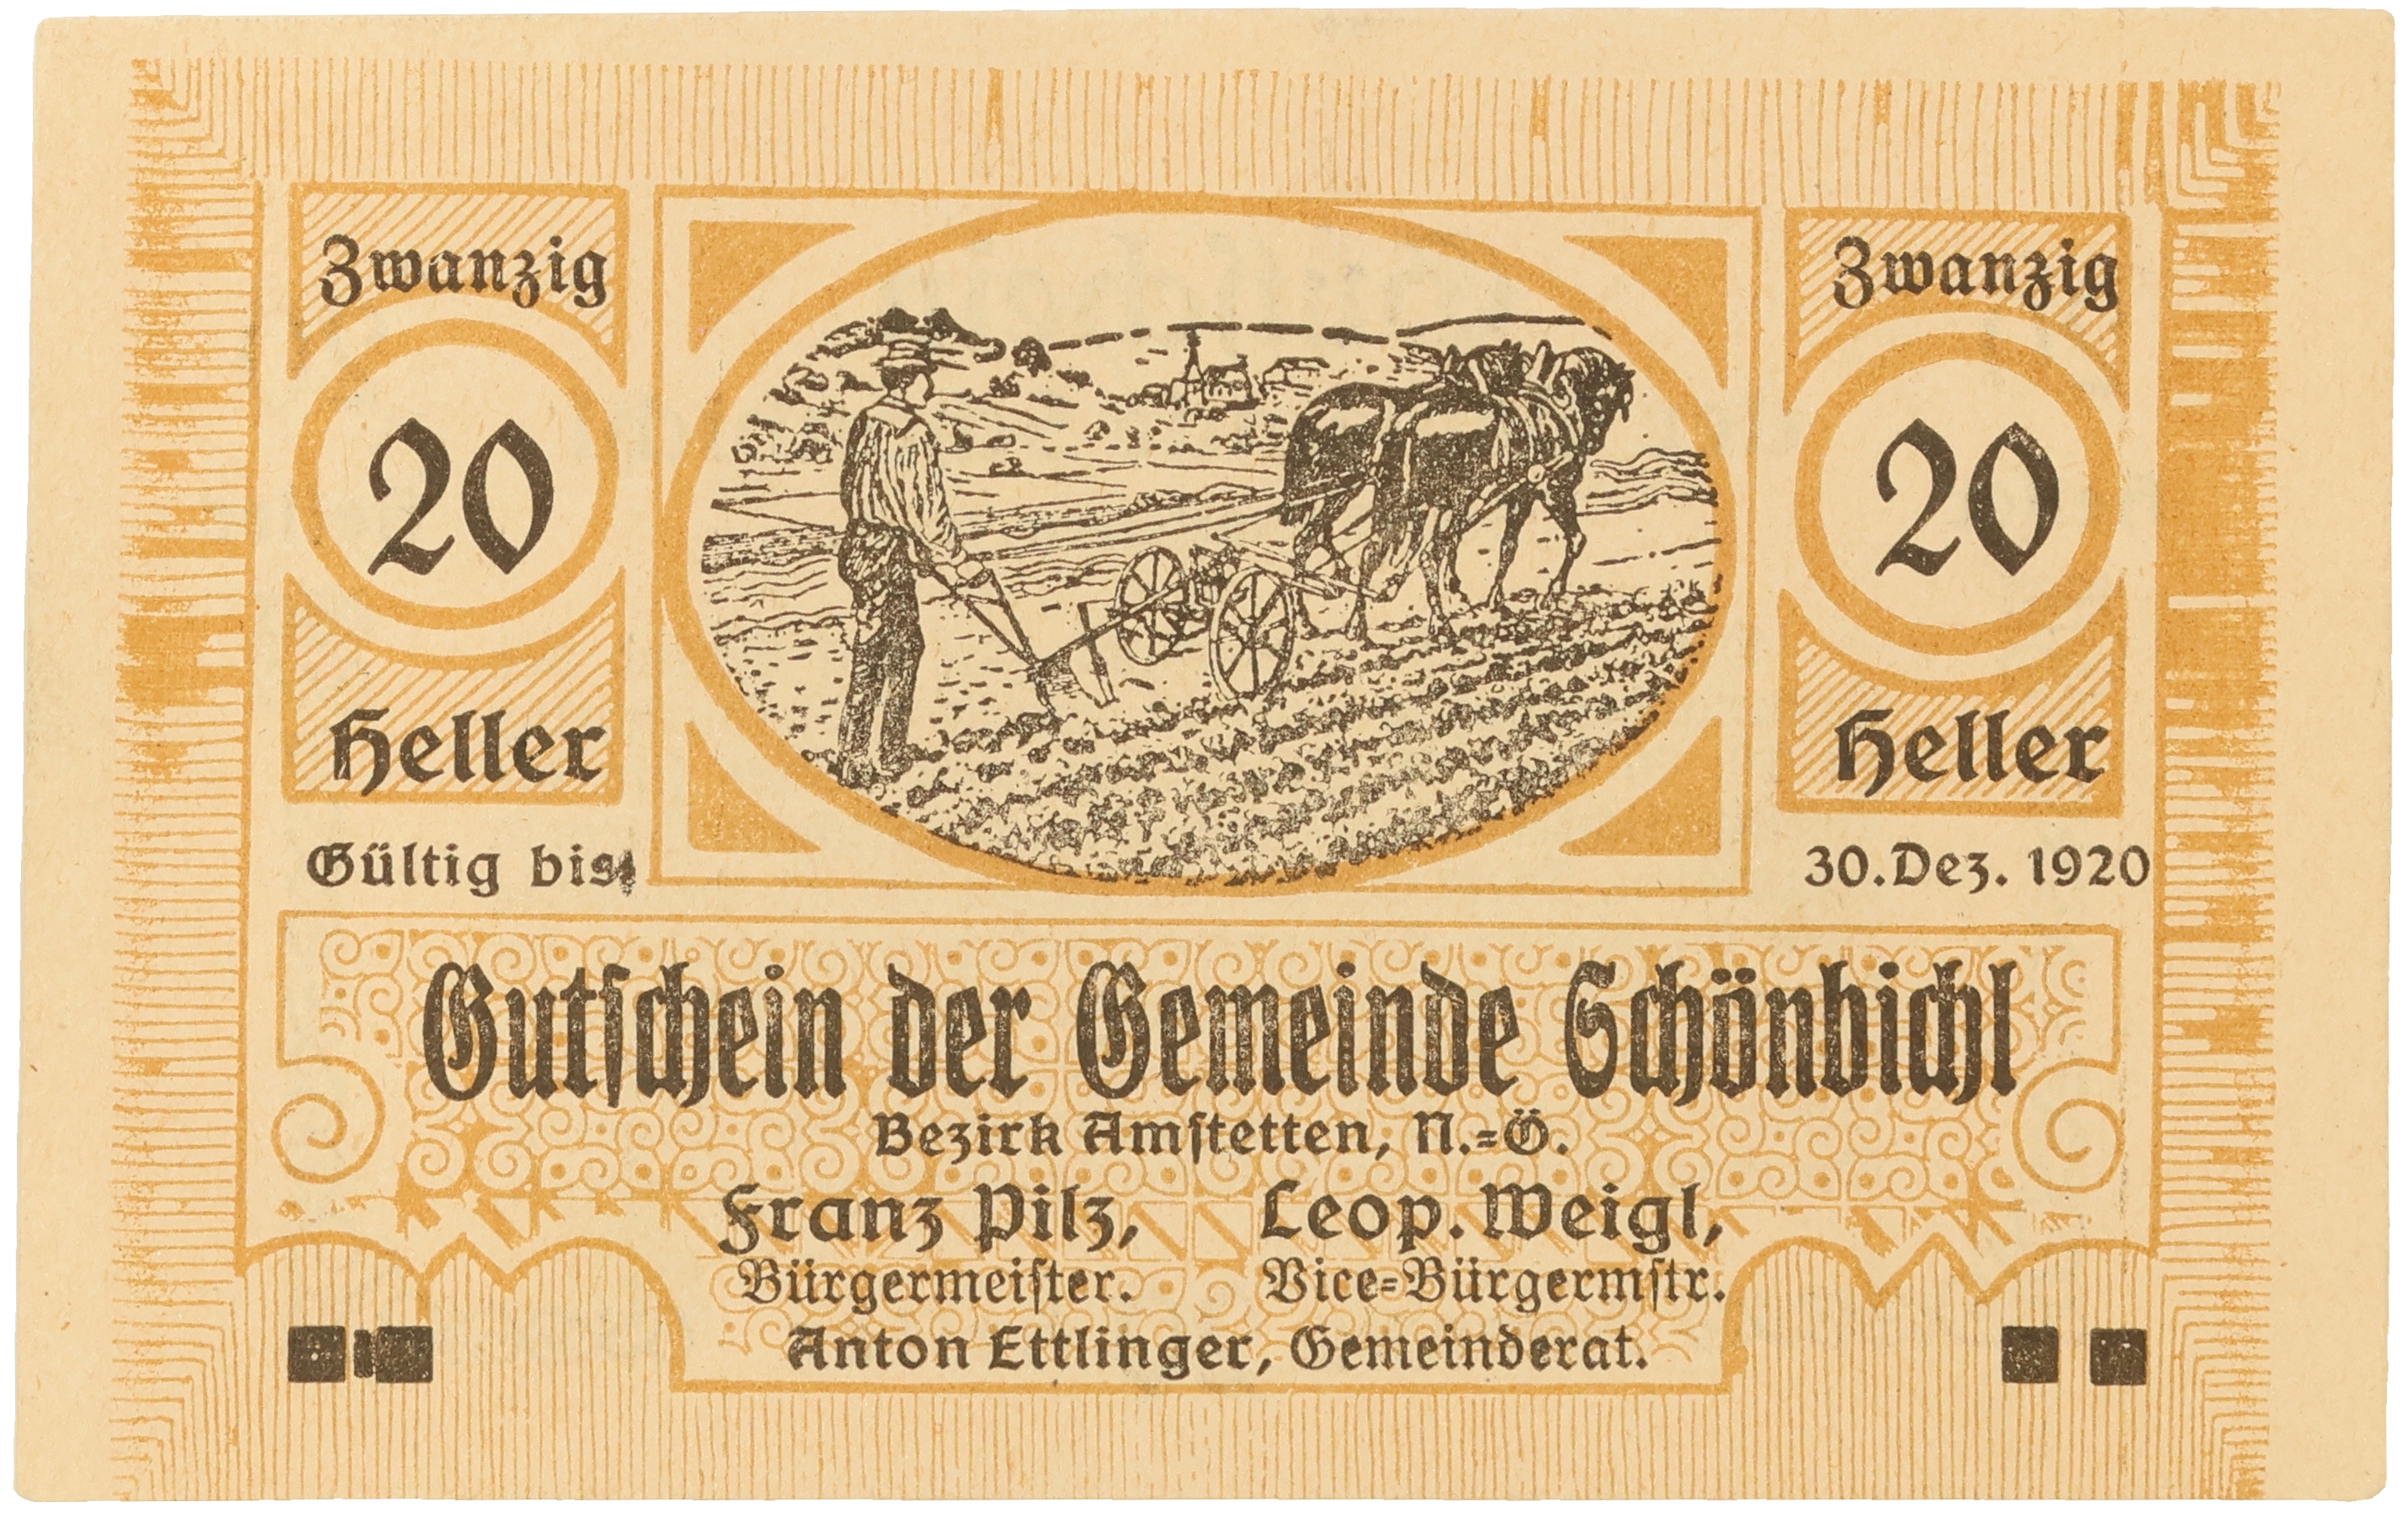 Zwanzig
20
Heller
Zwanzig
20
Heller
Gültig bis
30. Dez. 1920
Gutschein der Gemeinde Schönbichl
Bezirk Amstetten, N.=Ö.
Franz Pilz, Leop. Weigl,
Bürgermeister. Vice=Bürgermstr.
Anton Ettlinger, Gemeinderat.